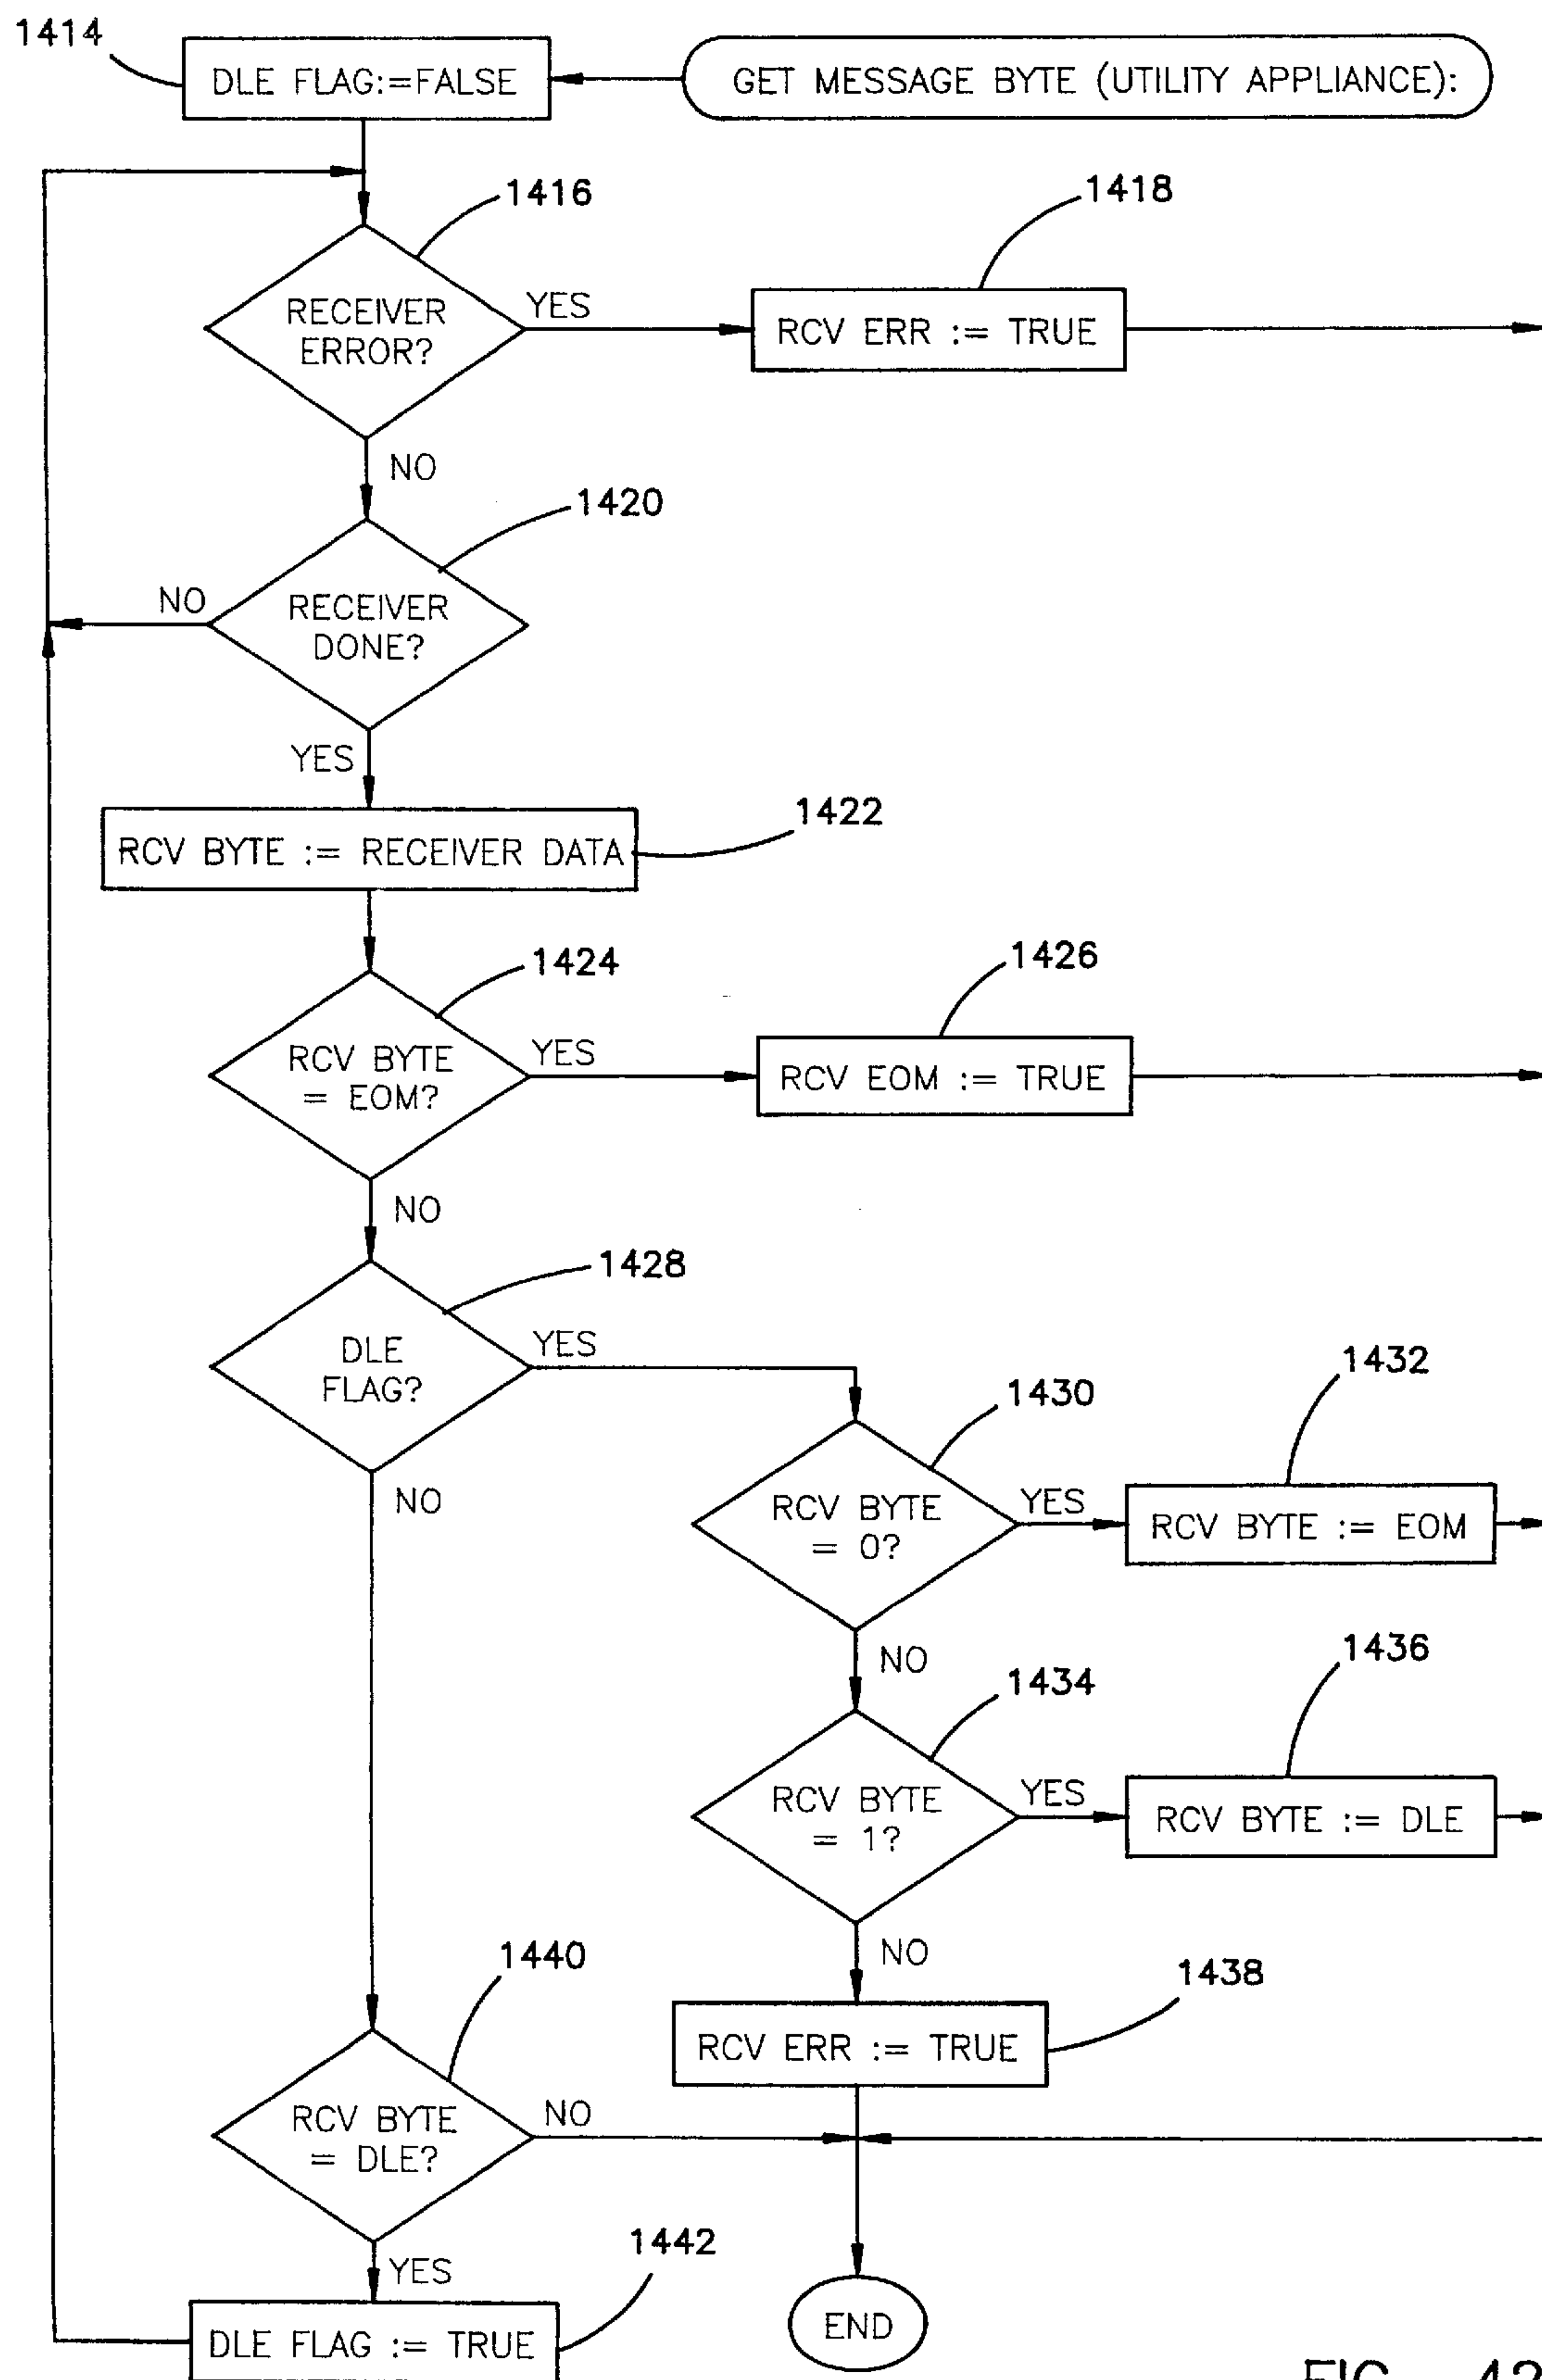 1414
DLE FLAG:=FALSE
GET MESSAGE BYTE (UTILITY APPLIANCE):
1416
1418
RECEIVER
ERROR?
YES
RCV ERR := TRUE
NO
1420
NO
RECEIVER
DONE?
YES
1422
RCV BYTE := RECEIVER DATA
1424
1426
RCV BYTE
= EOM?
YES
RCV EOM := TRUE
NO
1428
DLE
FLAG?
YES
1430
1432
NO
RCV BYTE
= 0?
YES
RCV BYTE := EOM
NO
1434
1436
RCV BYTE
= 1?
YES
RCV BYTE := DLE
NO
1440
1438
RCV ERR := TRUE
RCV BYTE
= DLE?
NO
YES
1442
DLE FLAG := TRUE
END
FIG. 42